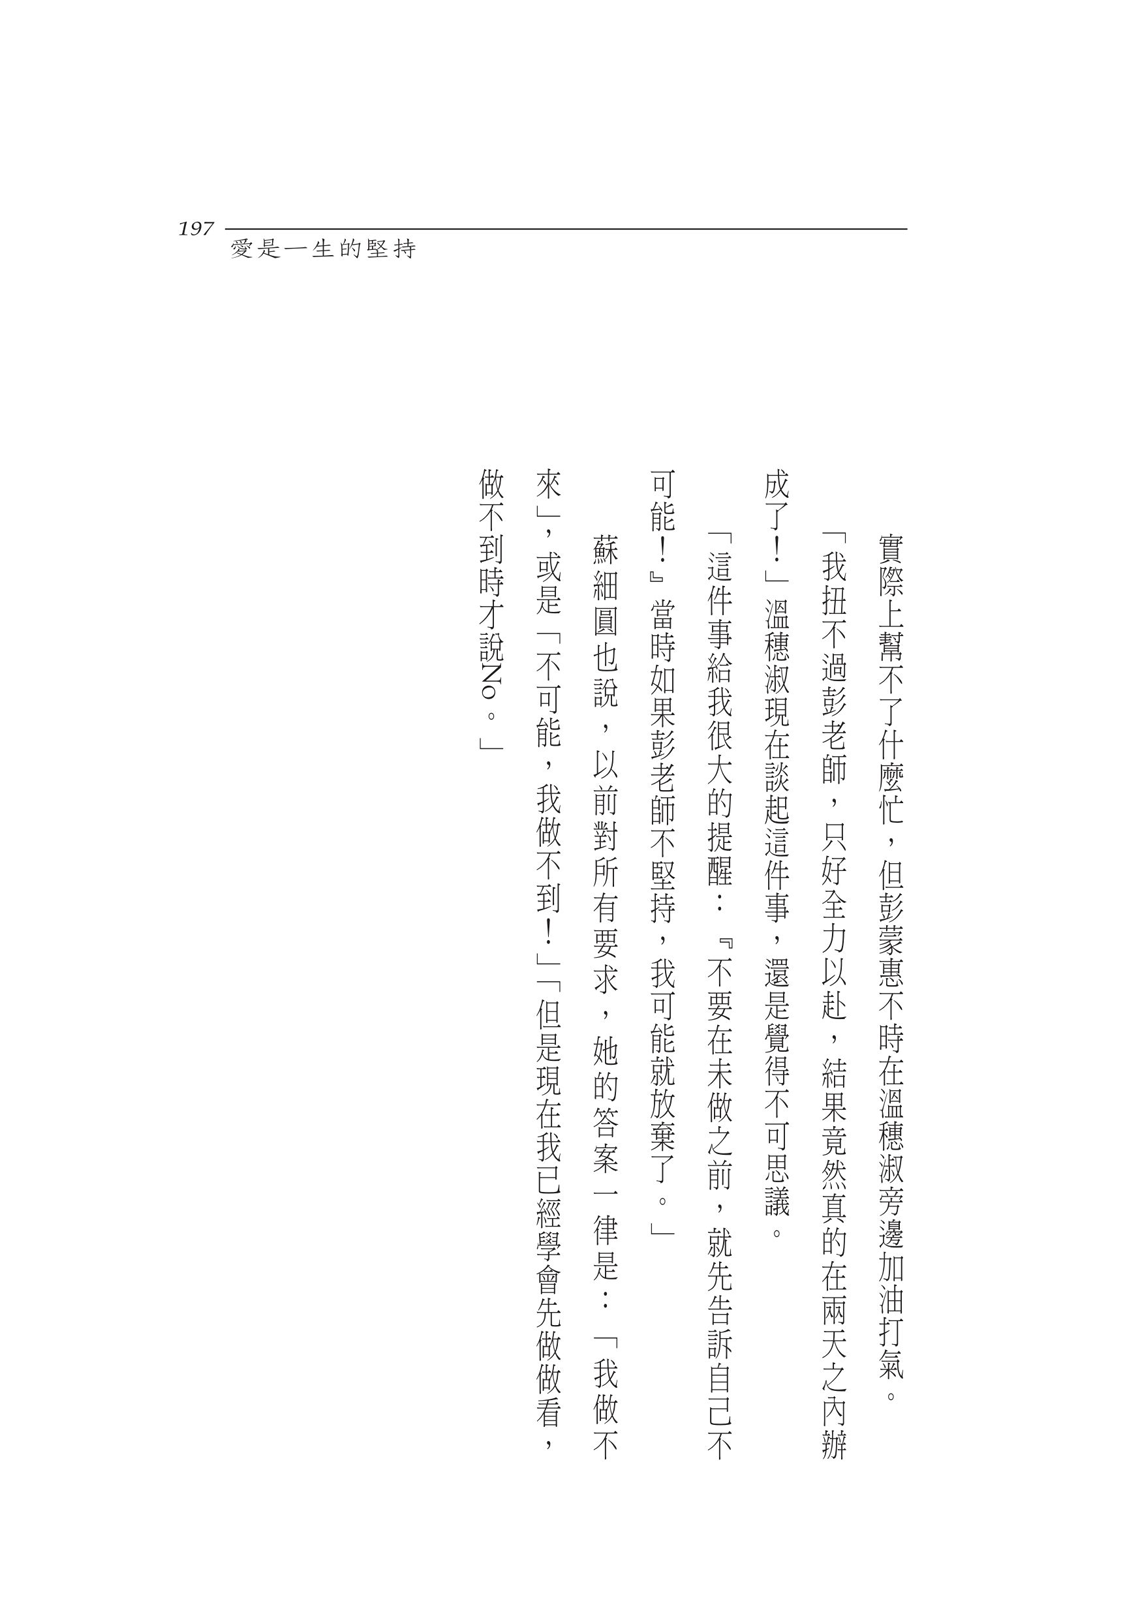 197
愛是一生的堅持
實際上幫不了什麼忙，但彭蒙惠不時在溫穗淑旁邊加油打氣。
「我扭不過彭老師，只好全力以赴，結果竟然真的在兩天之內辦
成了！」溫穗淑現在談起這件事，還是覺得不可思議。
「這件事給我很大的提醒：『不要在未做之前，就先告訴自己不
可能！』當時如果彭老師不堅持，我可能就放棄了。」
蘇細圓也說，以前對所有要求，她的答案一律是：「我做不
來」，或是「不可能，我做不到！」「但是現在我已經學會先做做看，
做不到時才說No。」